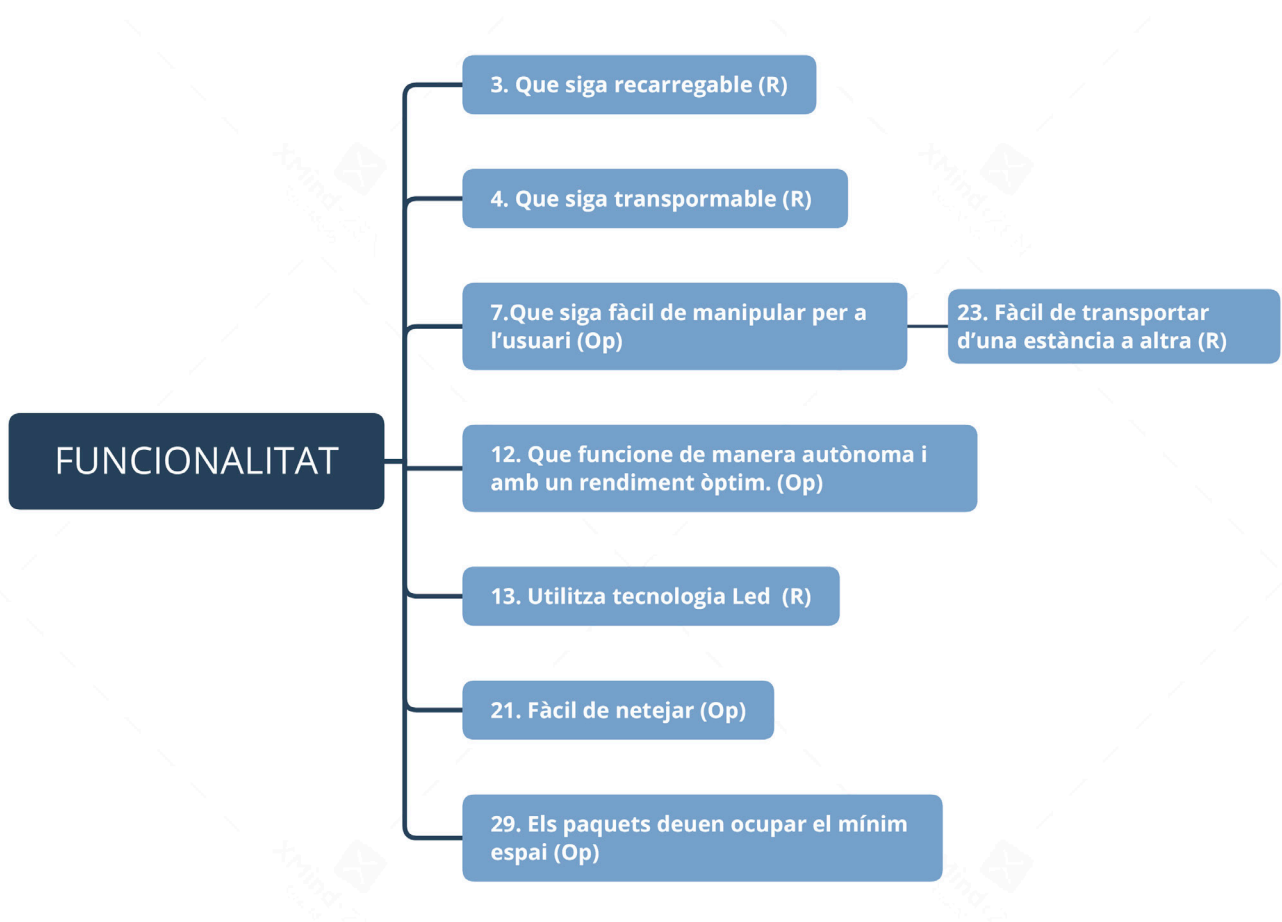 3. Que siga recarregable (R)
4. Que siga transpormable (R)
7.Que siga fàcil de manipular per a
l’usuari (Op)
23. Fàcil de transportar
d’una estància a altra (R)
FUNCIONALITAT
12. Que funcione de manera autònoma i
amb un rendiment òptim. (Op)
13. Utilitza tecnologia Led  (R)
21. Fàcil de netejar (Op)
29. Els paquets deuen ocupar el mínim
espai (Op)